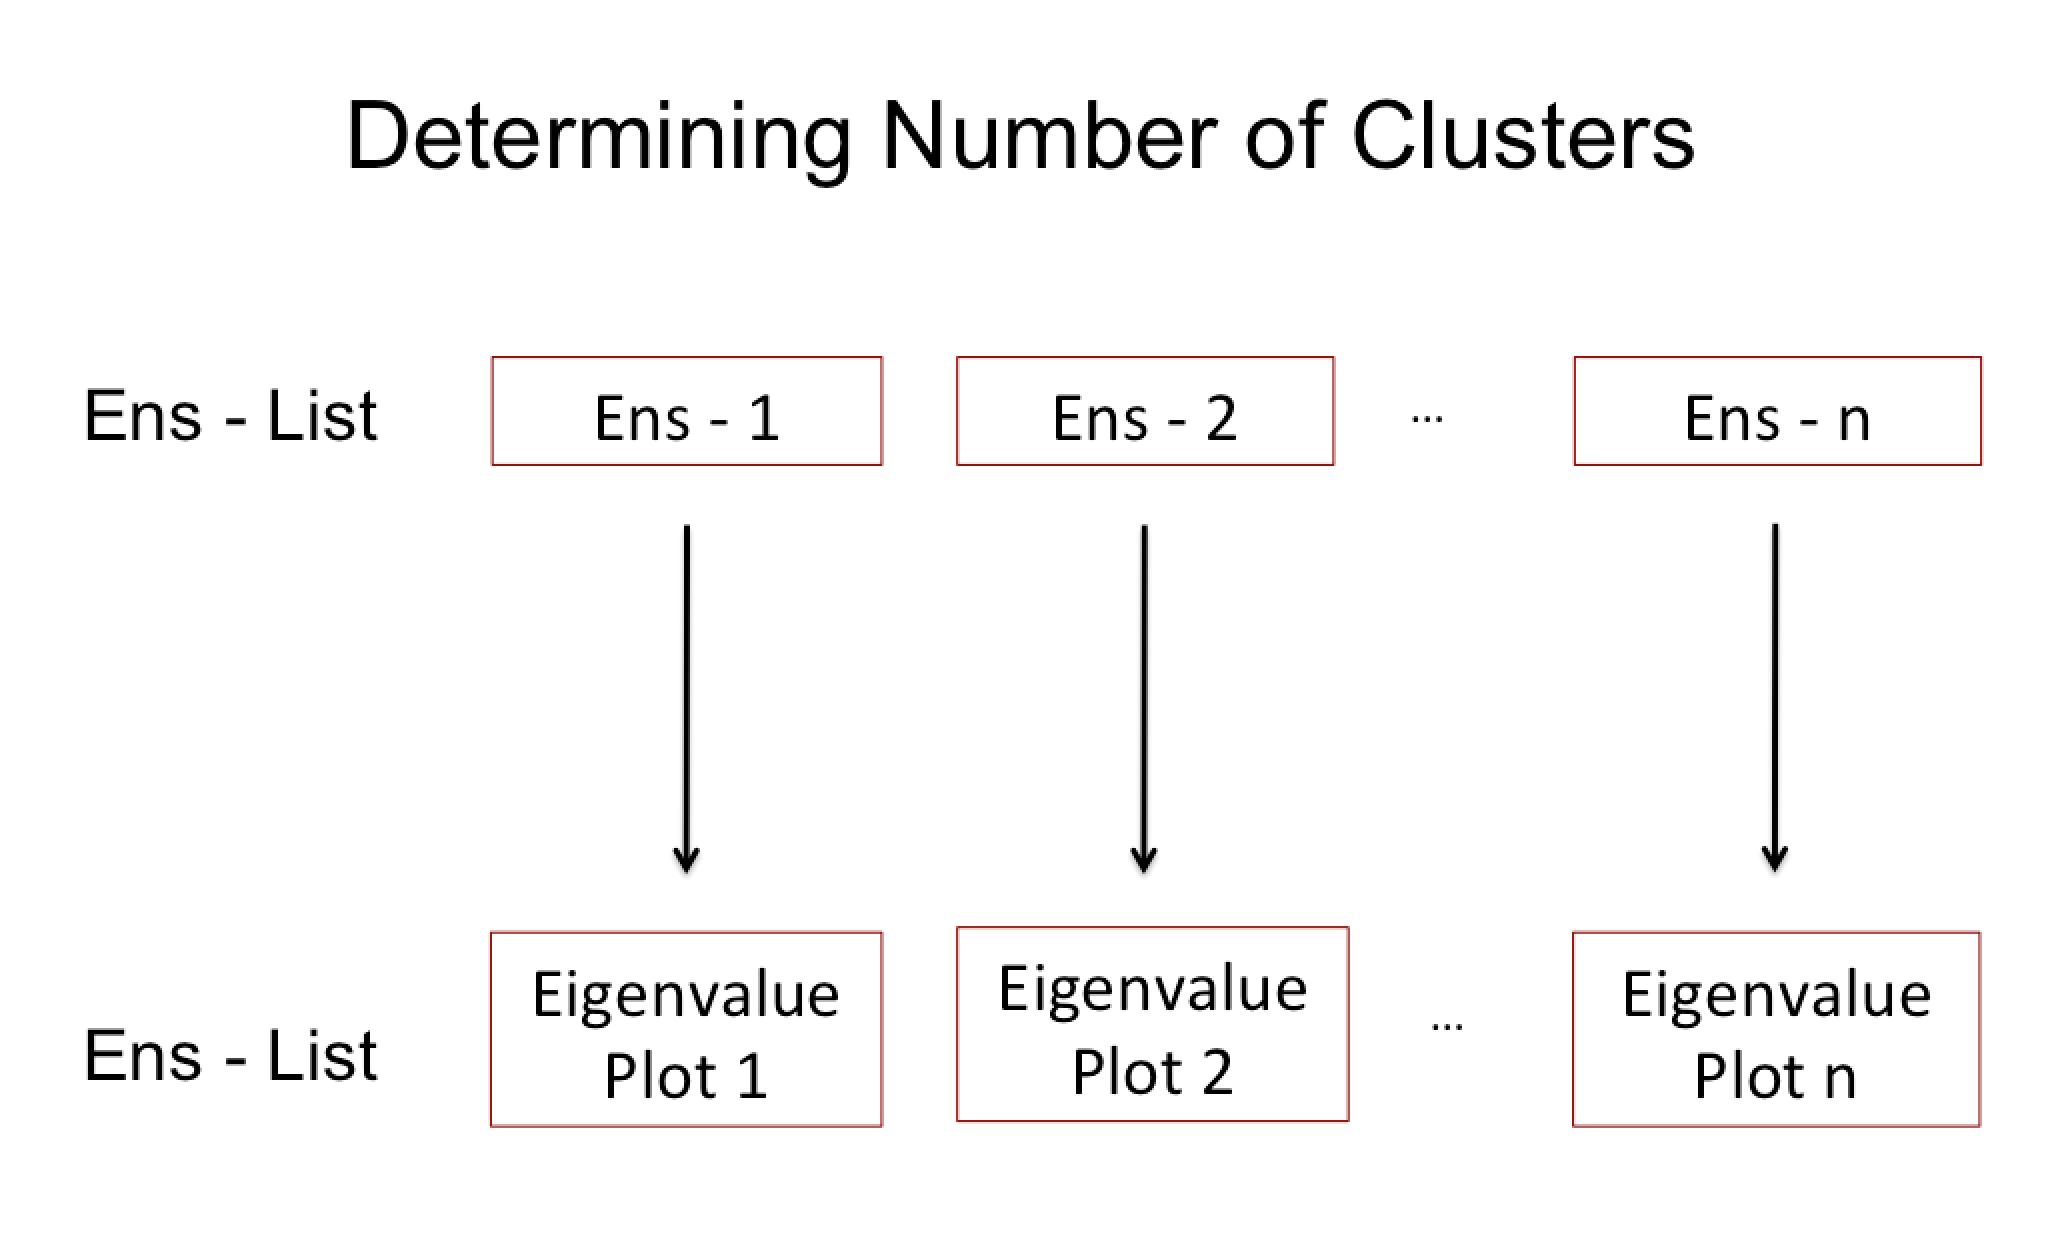 Determining Number of Clusters
Ens - List
Ens - 1
Ens - 2
...
Ens - n
Ens - List
Eigenvalue
Plot 1
Eigenvalue
Plot 2
...
Eigenvalue
Plot n